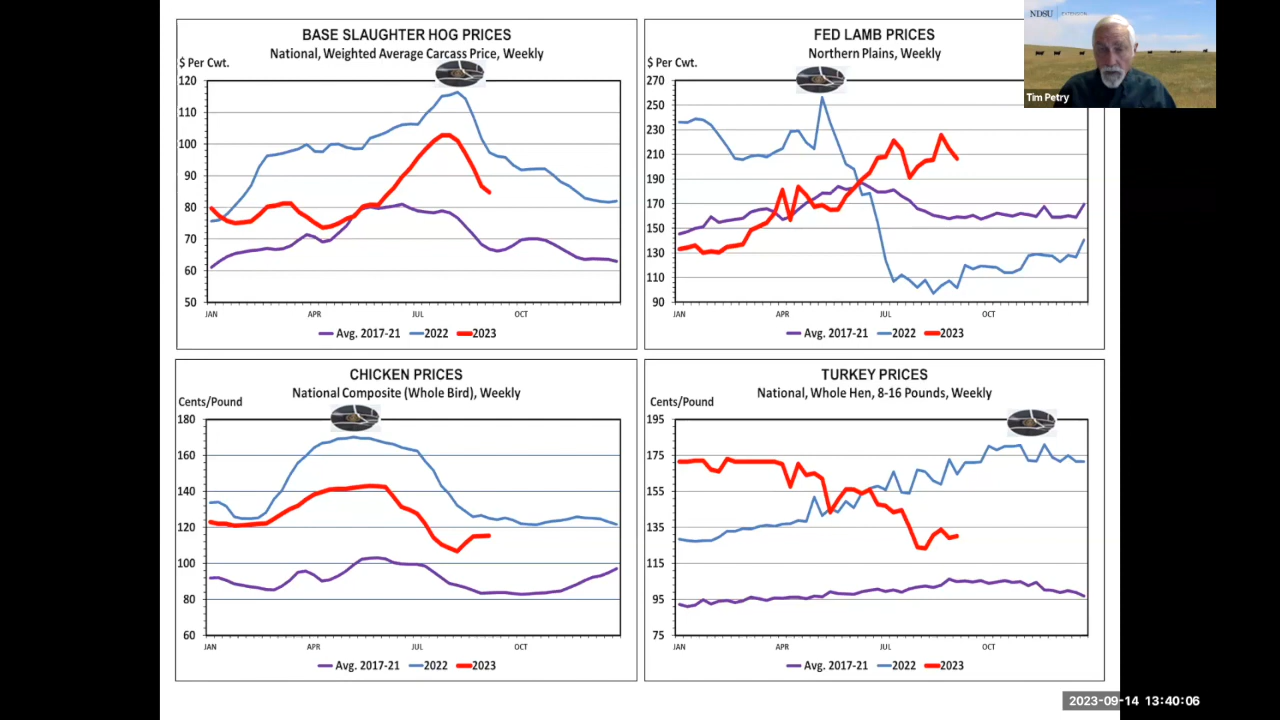 BASE SLAUGHTER HOG PRICES
National, Weighted Average Carcass Price, Weekly
$ Per Cwt.
120
110
100
90
80
70
60
50
JAN APR JUL OCT
Avg. 2017-21 2022 2023
FED LAMB PRICES
Northern Plains, Weekly
$ Per Cwt.
270
250
230
210
190
170
150
130
110
90
JAN APR JUL OCT
Avg. 2017-21 2022 2023
NDSU EXTENSION
Tim Petry
CHICKEN PRICES
National Composite (Whole Bird), Weekly
Cents/Pound
180
160
140
120
100
80
60
JAN APR JUL OCT
Avg. 2017-21 2022 2023
TURKEY PRICES
National, Whole Hen, 8-16 Pounds, Weekly
Cents/Pound
195
175
155
135
115
95
75
JAN APR JUL OCT
Avg. 2017-21 2022 2023
2023-09-14 13:40:06